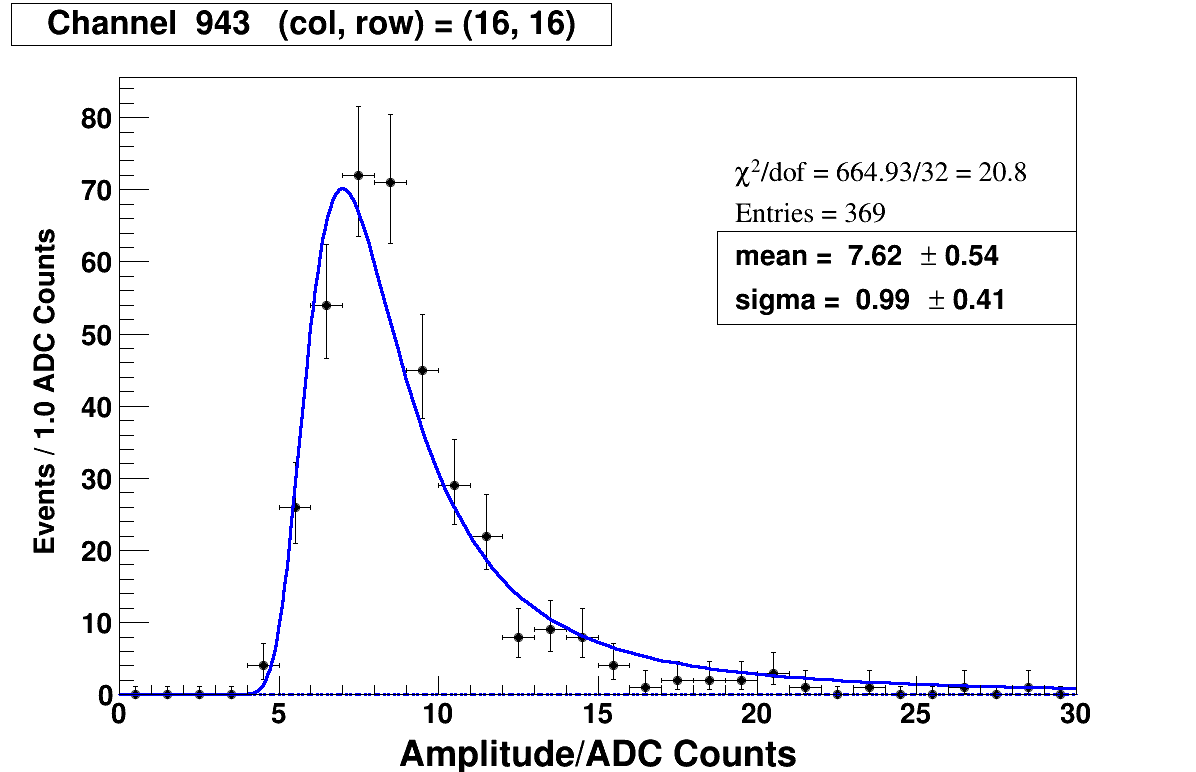 Channel 943 (col, row) = (16, 16)
χ²/dof = 664.93/32 = 20.8
Entries = 369
mean = 7.62 ± 0.54
sigma = 0.99 ± 0.41
Events / 1.0 ADC Counts
80
70
60
50
40
30
20
10
0
0 5 10 15 20 25 30
Amplitude/ADC Counts